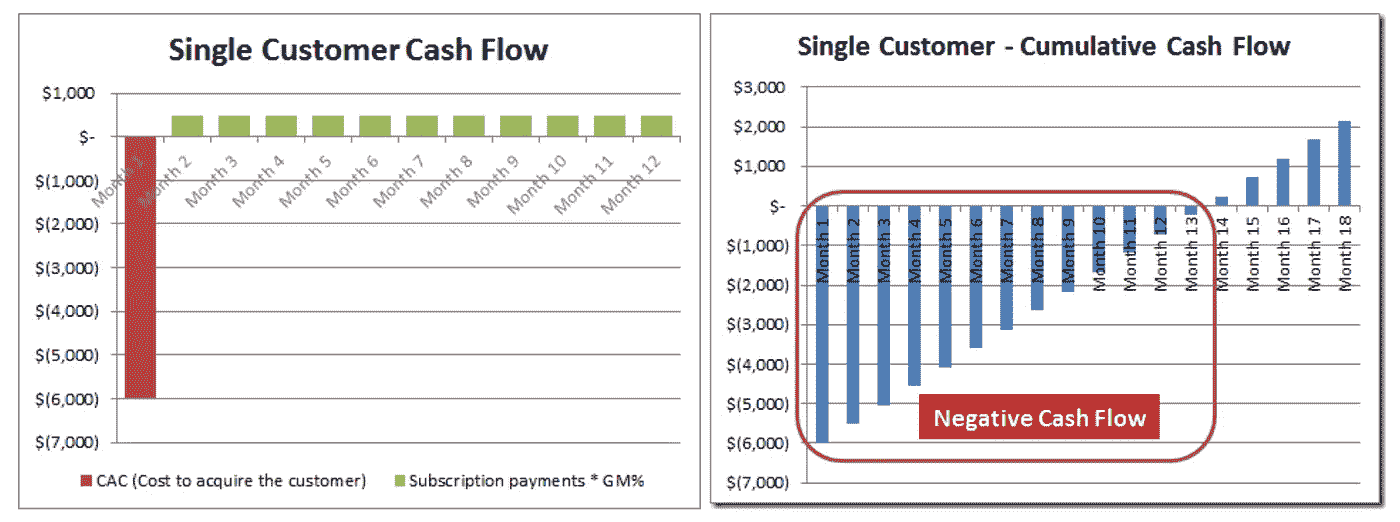 Single Customer Cash Flow
$1,000
$-
$(1,000)
$(2,000)
$(3,000)
$(4,000)
$(5,000)
$(6,000)
$(7,000)
Month 1
Month 2
Month 3
Month 4
Month 5
Month 6
Month 7
Month 8
Month 9
Month 10
Month 11
Month 12
CAC (Cost to acquire the customer)
Subscription payments * GM%
Single Customer - Cumulative Cash Flow
$3,000
$2,000
$1,000
$-
$(1,000)
$(2,000)
$(3,000)
$(4,000)
$(5,000)
$(6,000)
$(7,000)
Month 1
Month 2
Month 3
Month 4
Month 5
Month 6
Month 7
Month 8
Month 9
Month 10
Month 11
Month 12
Month 13
Month 14
Month 15
Month 16
Month 17
Month 18
Negative Cash Flow